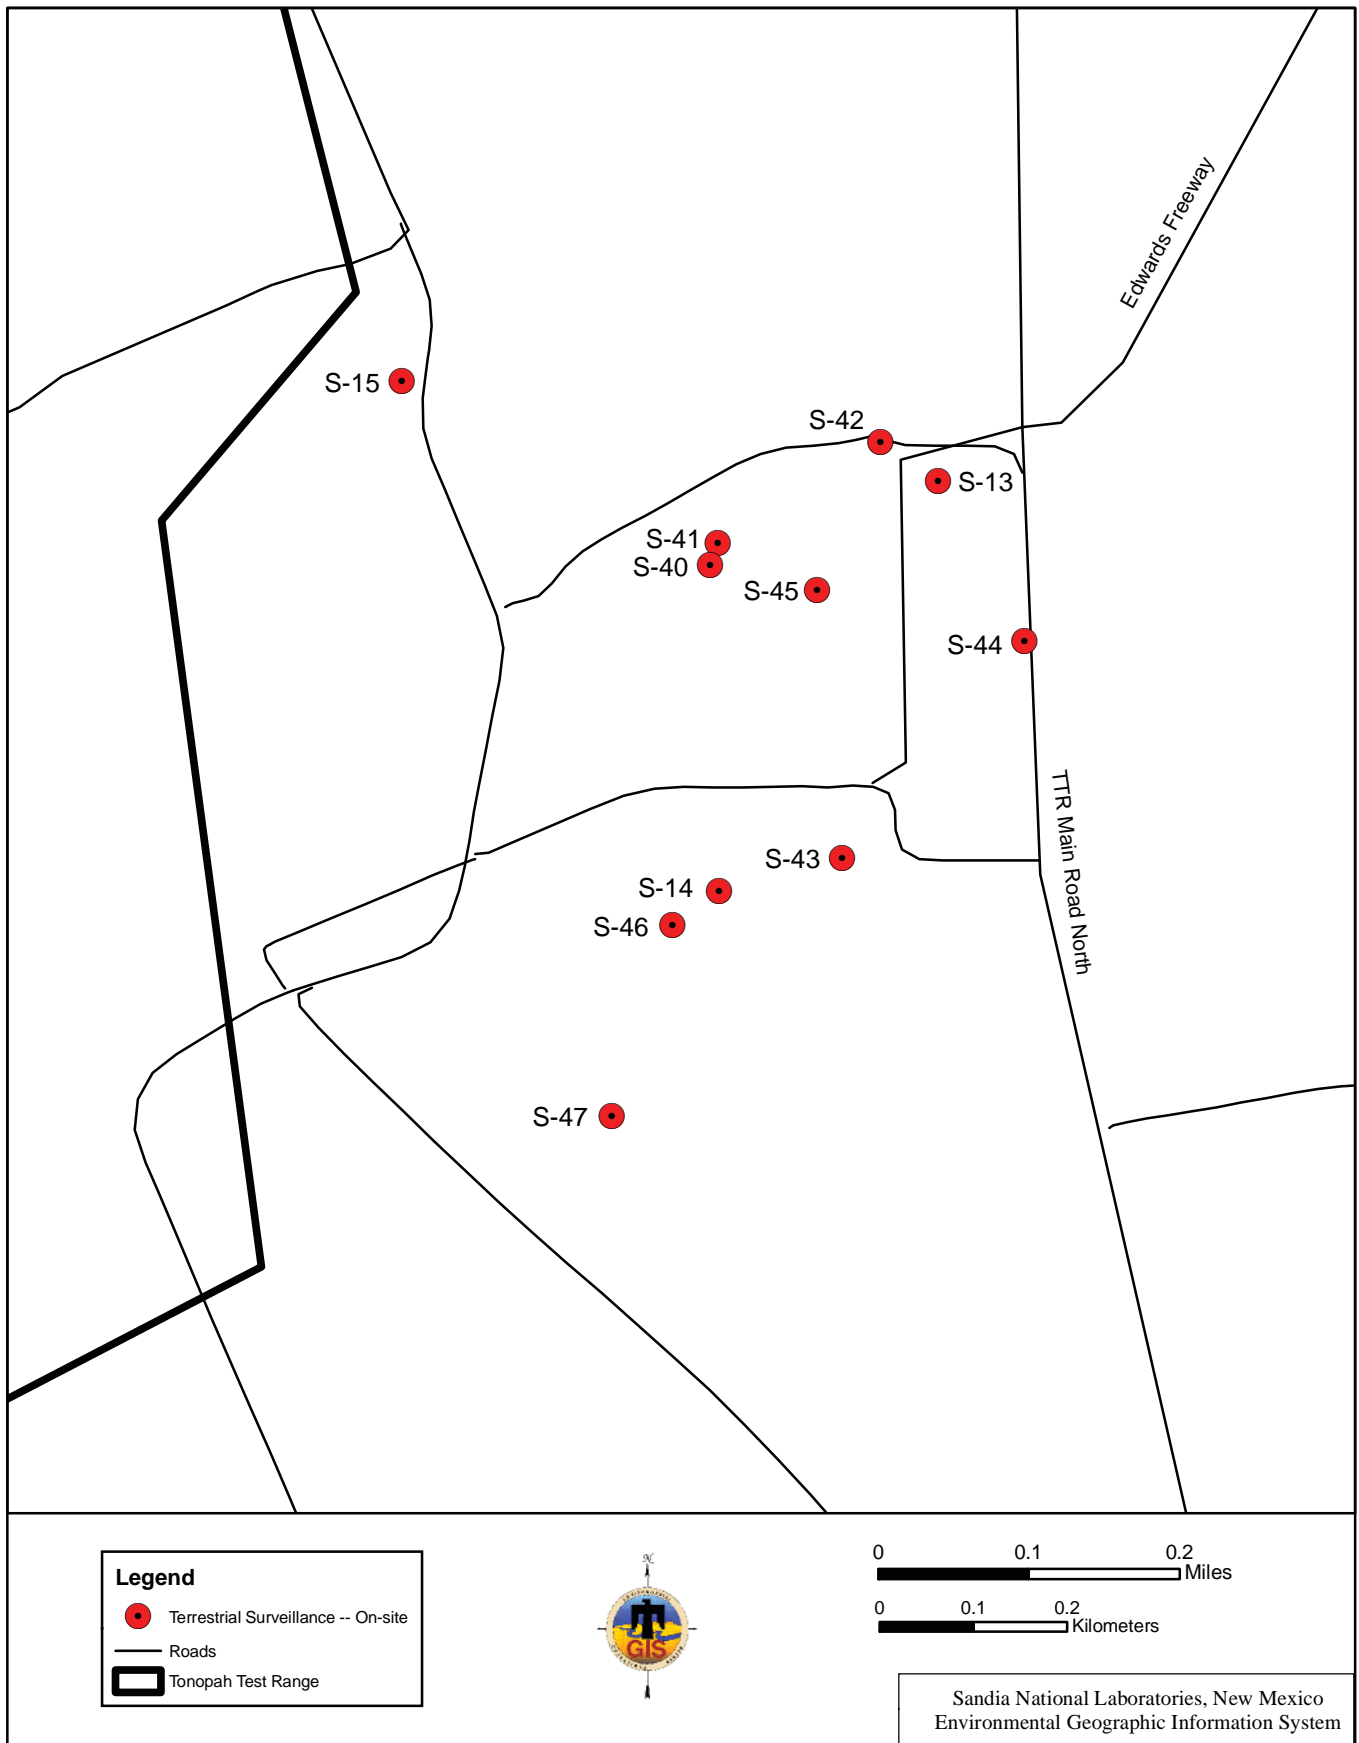 Edwards Freeway
S-15
S-42
S-13
S-41
S-40
S-45
S-44
TTR Main Road North
S-43
S-14
S-46
S-47
Legend
Terrestrial Surveillance -- On-site
Roads
Tonopah Test Range
N
GIS
0 0.1 0.2
Miles
0 0.1 0.2
Kilometers
Sandia National Laboratories, New Mexico
Environmental Geographic Information System